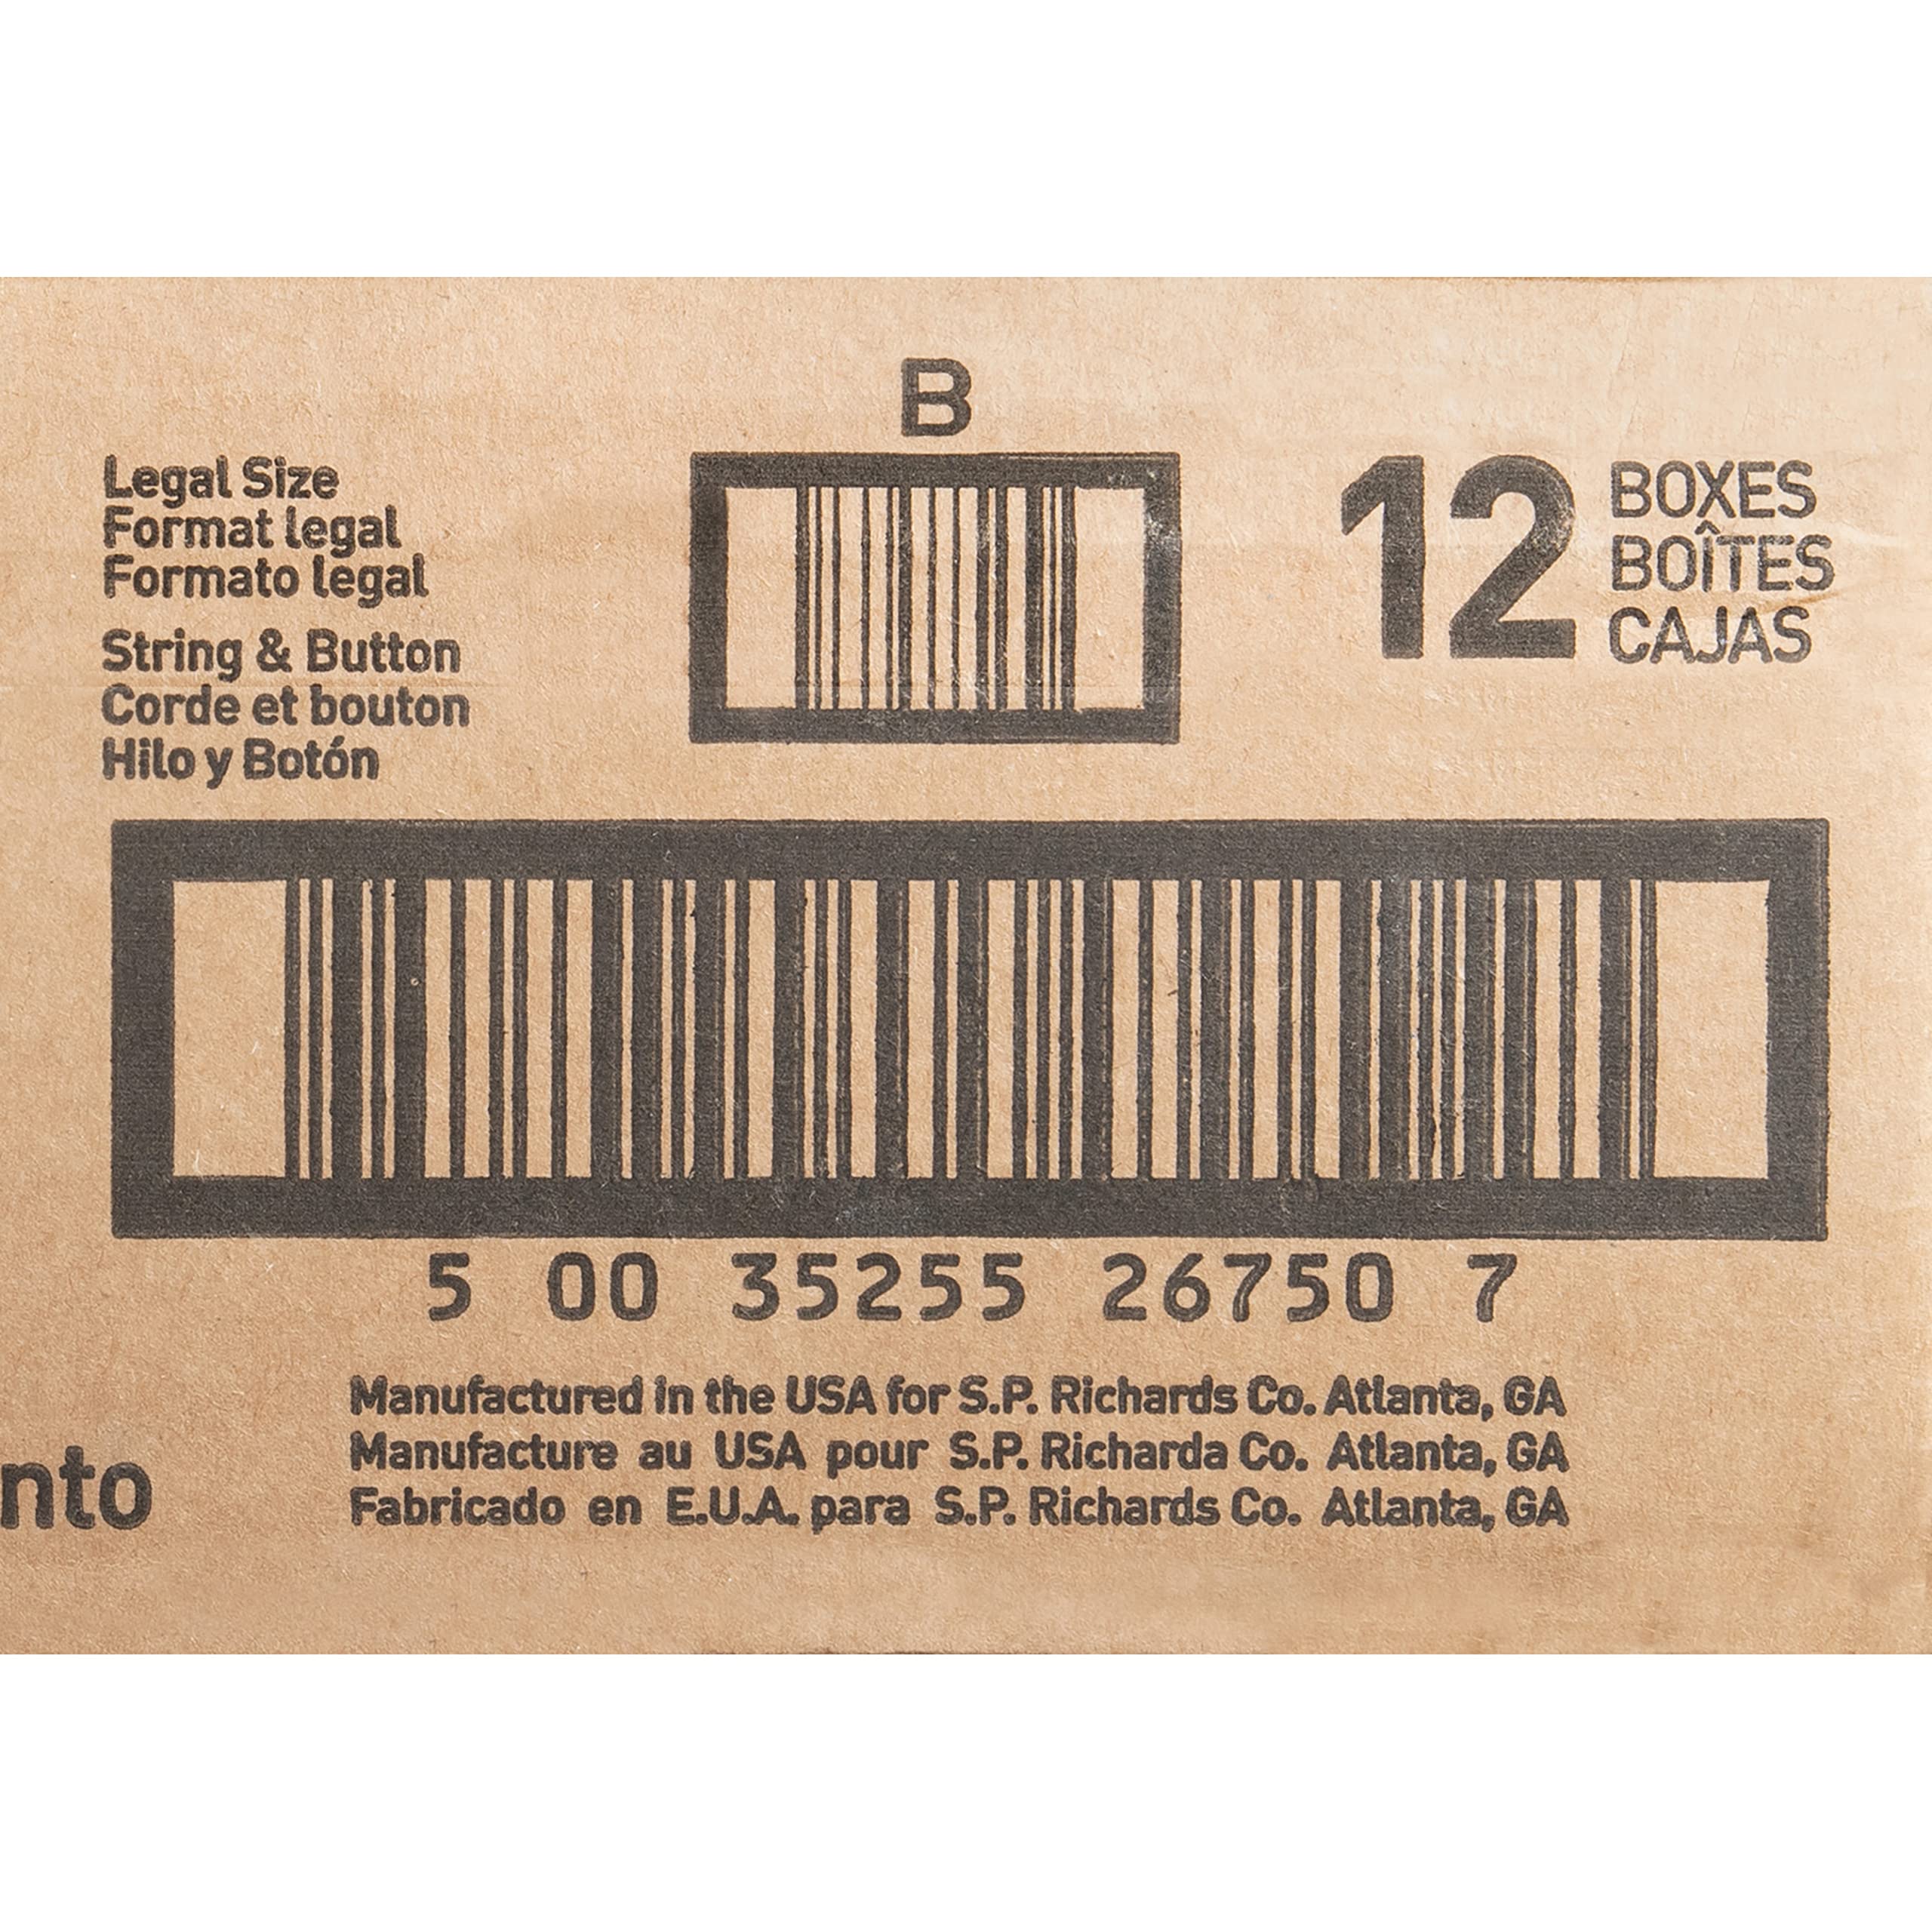 B
Legal Size
Format legal
Formato legal
String & Button
Corde et bouton
Hilo y Botón
12 BOXES
BOÎTES
CAJAS
5 00 35255 26750 7
Manufactured in the USA for S.P. Richards Co. Atlanta, GA
Manufacture au USA pour S.P. Richarda Co. Atlanta, GA
Fabricado en E.U.A. para S.P. Richards Co. Atlanta, GA
nto